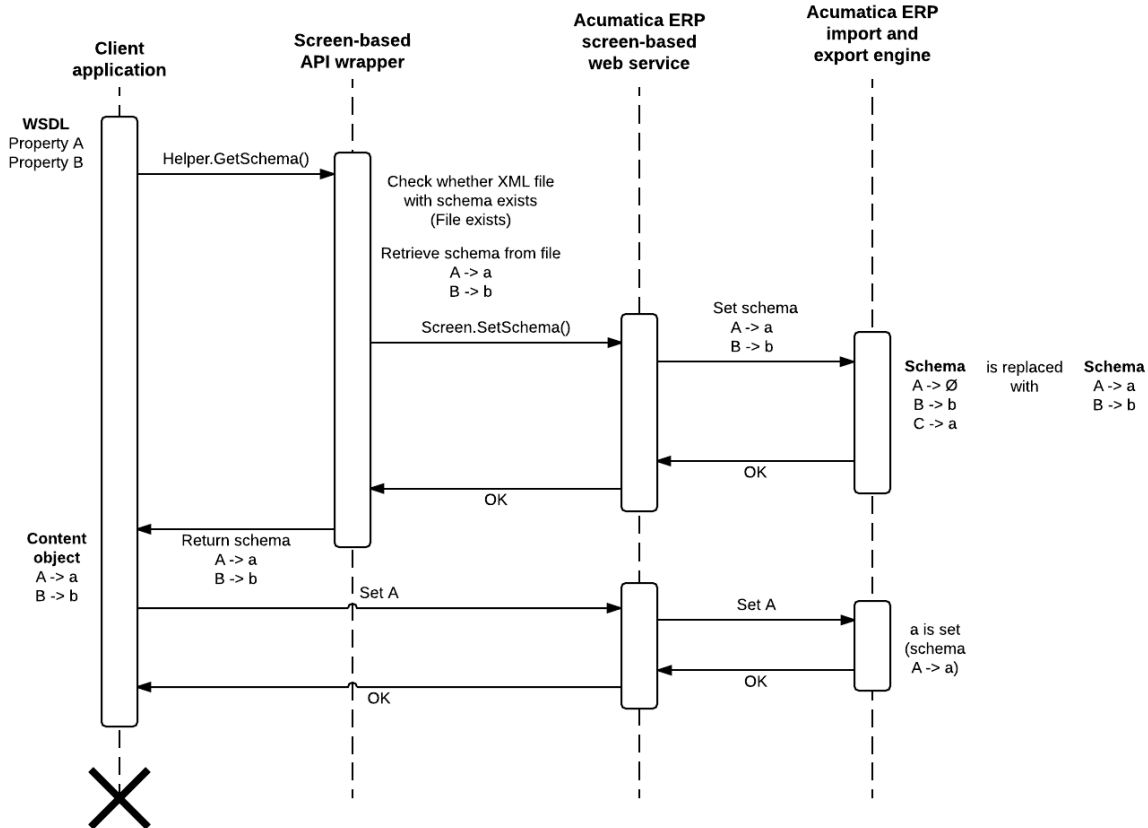 Client
application
Screen-based
API wrapper
Acumatica ERP
screen-based
web service
Acumatica ERP
import and
export engine
WSDL
Property A
Property B
Helper.GetSchema()
Check whether XML file
with schema exists
(File exists)
Retrieve schema from file
A -> a
B -> b
Screen.SetSchema()
Set schema
A -> a
B -> b
Schema
A -> Ø
B -> b
C -> a
is replaced
with
Schema
A -> a
B -> b
OK
OK
Return schema
A -> a
B -> b
Content
object
A -> a
B -> b
Set A
Set A
a is set
(schema
A -> a)
OK
OK